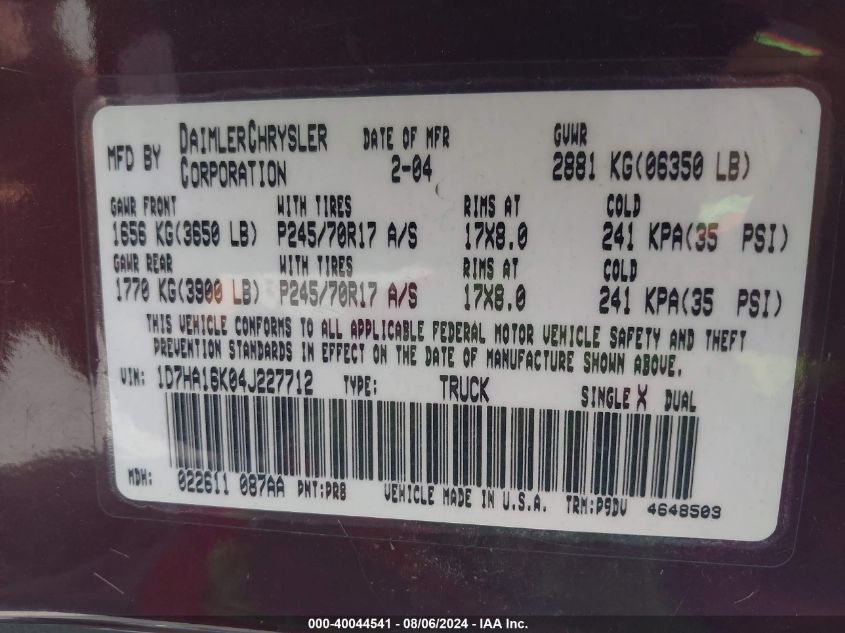 MFD BY DAIMLERCHRYSLER CORPORATION DATE OF MFR 2-04 GVWR 2881 KG(06350 LB)
GAWR FRONT WITH TIRES RIMS AT COLD
1656 KG(3650 LB) P245/70R17 A/S 17X8.0 241 KPA(35 PSI)
GAWR REAR WITH TIRES RIMS AT COLD
1770 KG(3900 LB) P245/70R17 A/S 17X8.0 241 KPA(35 PSI)
THIS VEHICLE CONFORMS TO ALL APPLICABLE FEDERAL MOTOR VEHICLE SAFETY AND THEFT
PREVENTION STANDARDS IN EFFECT ON THE DATE OF MANUFACTURE SHOWN ABOVE.
VIN: 1D7HA16K04J227712 TYPE: TRUCK SINGLE X DUAL
MDH: 022611 097AA PNT:PR8 VEHICLE MADE IN U.S.A. TRM:P9DV 4648503
000-40044541 - 08/06/2024 - IAA Inc.